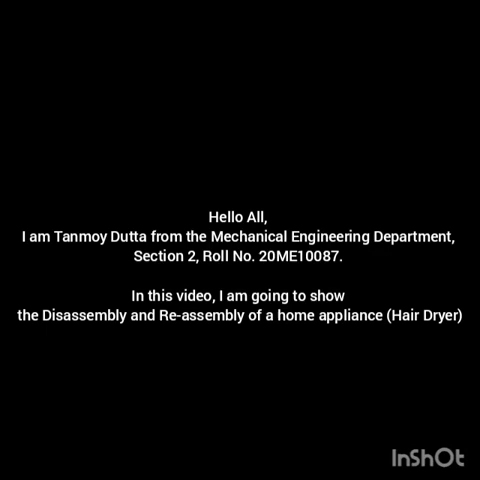 Hello All,
I am Tanmoy Dutta from the Mechanical Engineering Department,
Section 2, Roll No. 20ME10087.
In this video, I am going to show
the Disassembly and Re-assembly of a home appliance (Hair Dryer)
InShOt